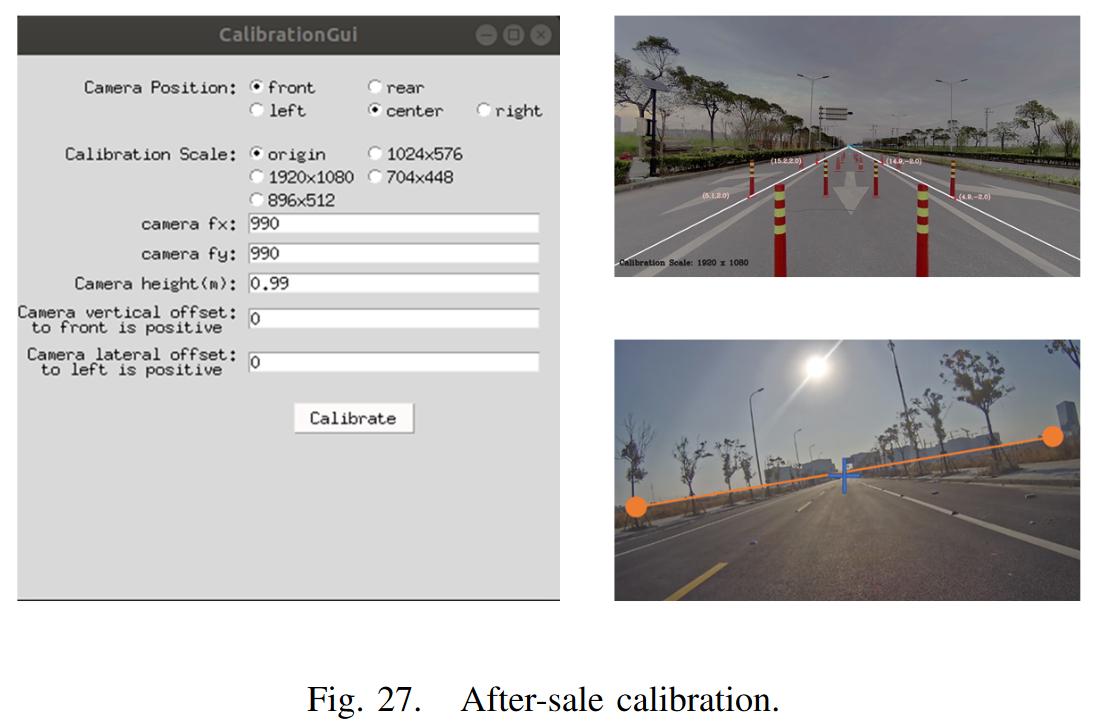 CalibrationGui
Camera Position: front rear
left center right
Calibration Scale: origin 1024x576
1920x1080 704x448
896x512
camera fx: 990
camera fy: 990
Camera height(m): 0.99
Camera vertical offset:
to front is positive
0
Camera lateral offset:
to left is positive
0
Calibrate
(15.2,2.0) (14.9,-2.0)
(5.1,2.0) (4.9,-2.0)
Calibration Scale: 1920 x 1080
Fig. 27. After-sale calibration.